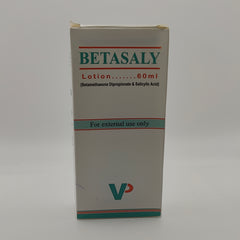 BETASALY
Lotion.......60ml
(Betamethasone Dipropionate & Salicylic Acid)
For external use only
VP